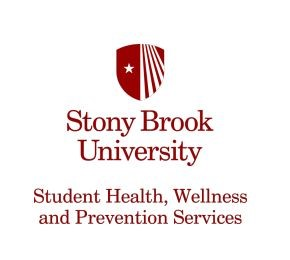 Stony Brook
University
Student Health, Wellness
and Prevention Services